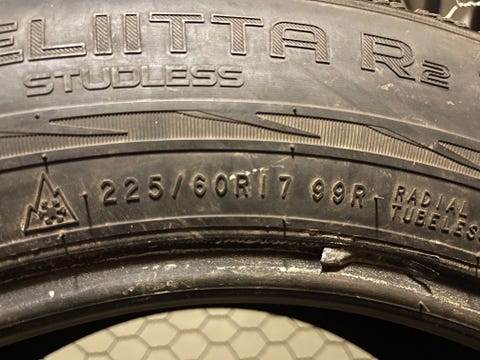 ELIITTA R2
STUDLESS
225/60R17 99R
RADIAL
TUBELESS